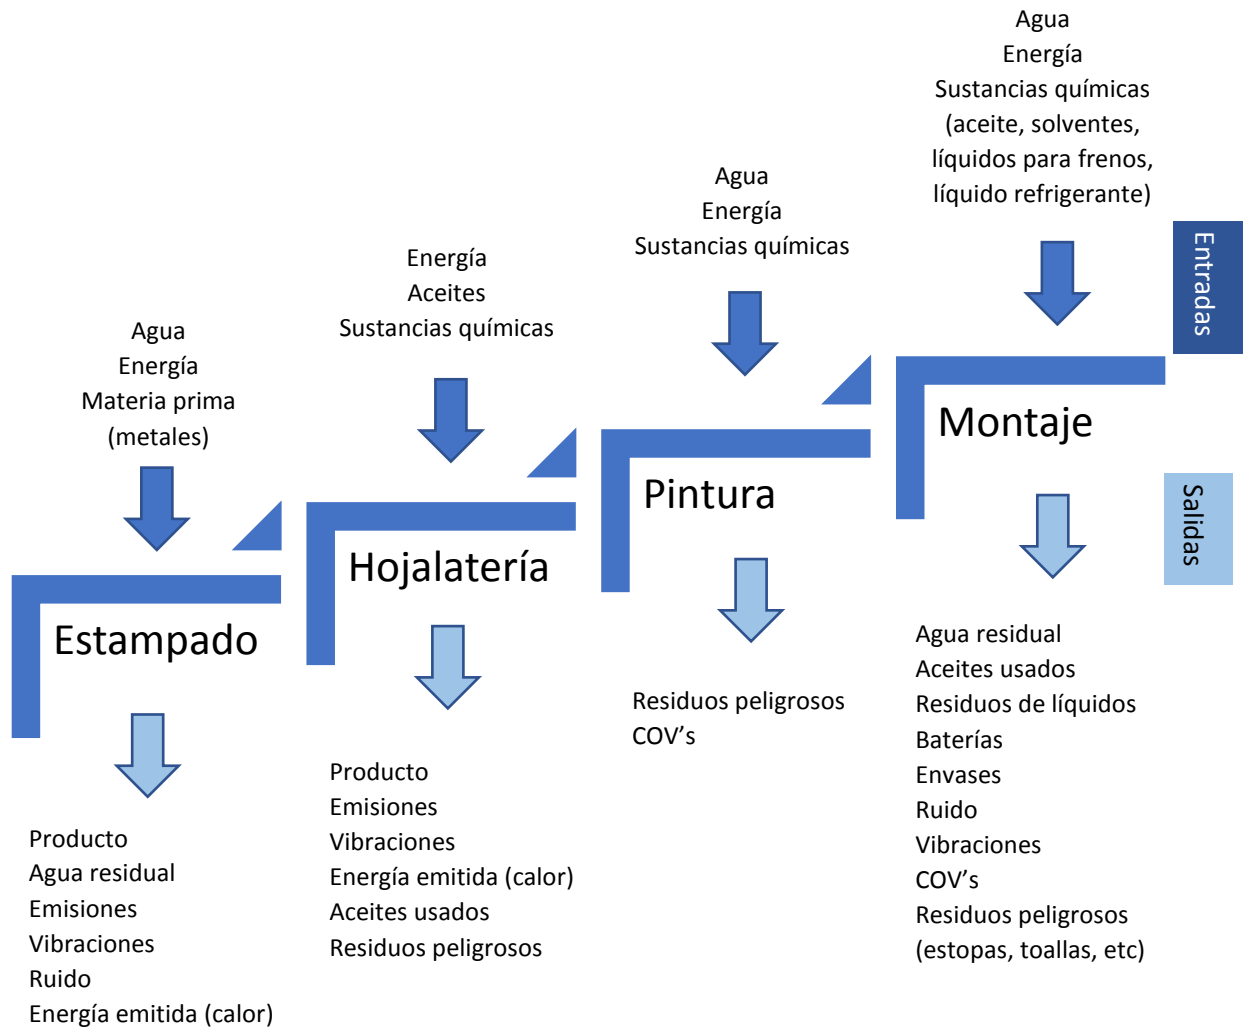 Agua
Energía
Materia prima
(metales)
Estampado
Producto
Agua residual
Emisiones
Vibraciones
Ruido
Energía emitida (calor)
Energía
Aceites
Sustancias químicas
Hojalatería
Producto
Emisiones
Vibraciones
Energía emitida (calor)
Aceites usados
Residuos peligrosos
Agua
Energía
Sustancias químicas
Pintura
Residuos peligrosos
COV’s
Agua
Energía
Sustancias químicas
(aceite, solventes,
líquidos para frenos,
líquido refrigerante)
Montaje
Agua residual
Aceites usados
Residuos de líquidos
Baterías
Envases
Ruido
Vibraciones
COV’s
Residuos peligrosos
(estopas, toallas, etc)
Entradas
Salidas